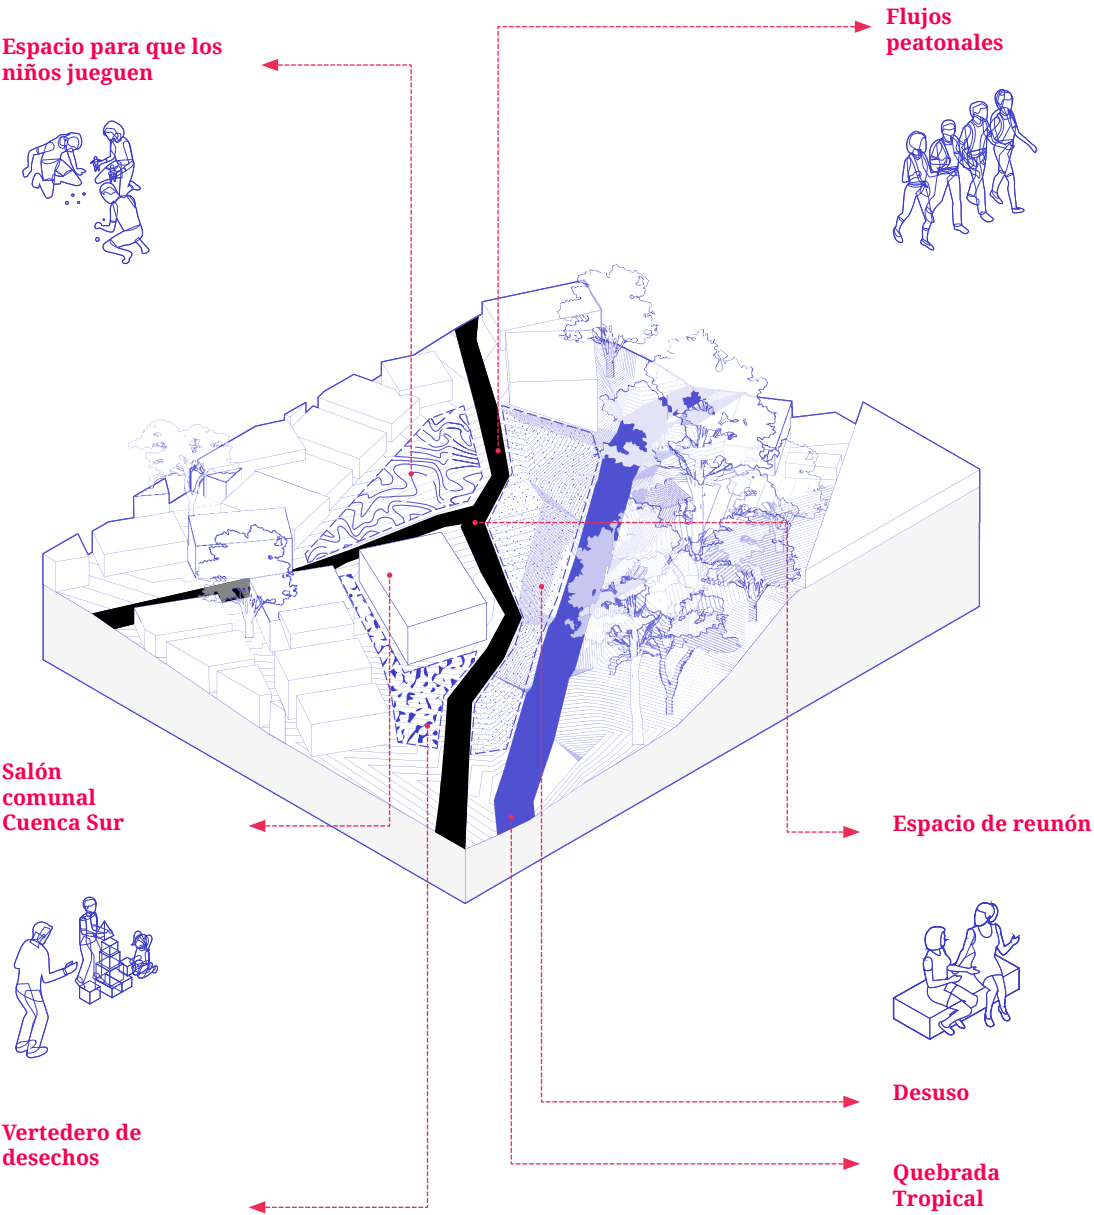 Espacio para que los
niños jueguen
Flujos
peatonales
Salón
comunal
Cuenca Sur
Espacio de reunón
Vertedero de
desechos
Desuso
Quebrada
Tropical